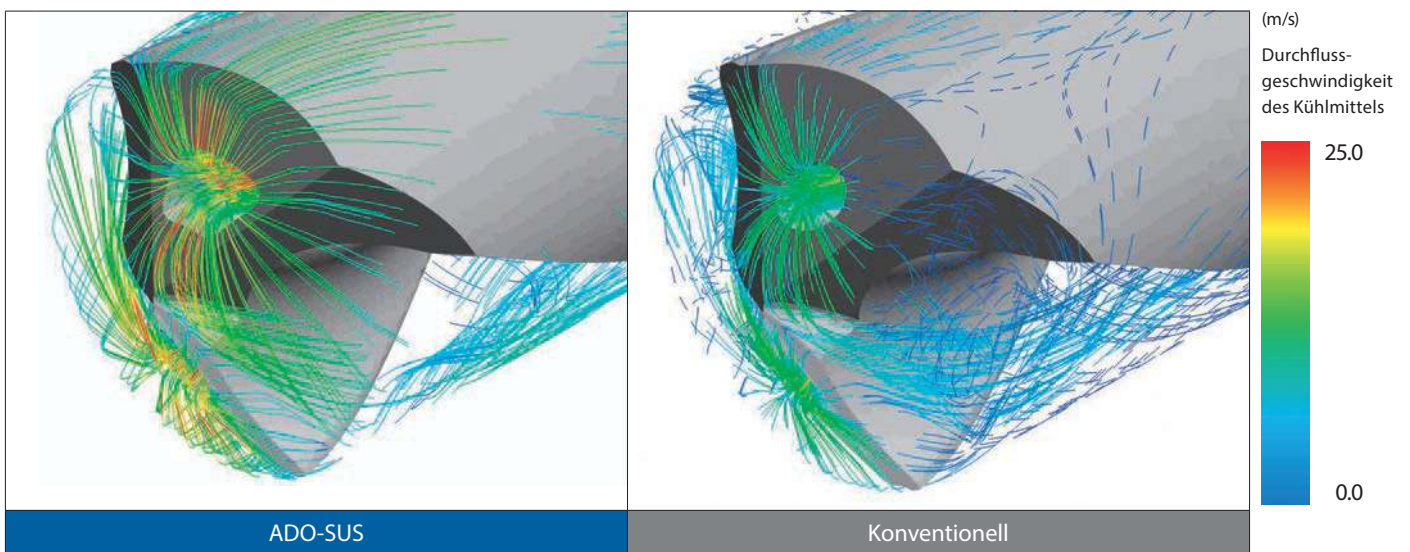 (m/s)
Durchfluss-
geschwindigkeit
des Kühlmittels
25.0
0.0
ADO-SUS
Konventionell